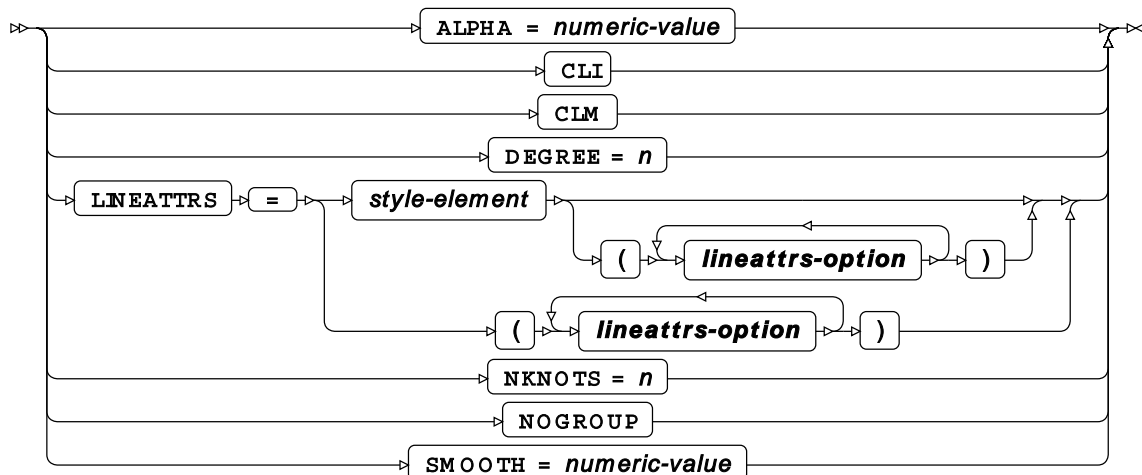 ALPHA = numeric-value
CLI
CLM
DEGREE = n
LINEATTRS = style-element
( lineattrs-option )
( lineattrs-option )
NKNOTS = n
NOGROUP
SMOOTH = numeric-value